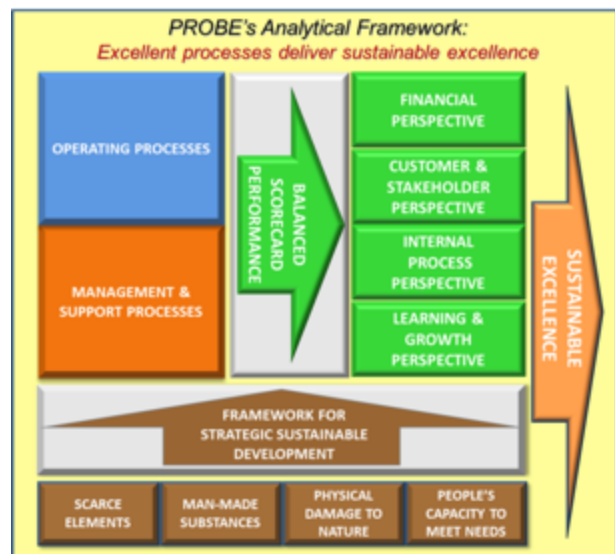 PROBE's Analytical Framework:
Excellent processes deliver sustainable excellence
OPERATING PROCESSES
MANAGEMENT &
SUPPORT PROCESSES
BALANCED
SCORECARD
PERFORMANCE
FINANCIAL
PERSPECTIVE
CUSTOMER &
STAKEHOLDER
PERSPECTIVE
INTERNAL
PROCESS
PERSPECTIVE
LEARNING &
GROWTH
PERSPECTIVE
SUSTAINABLE
EXCELLENCE
FRAMEWORK FOR
STRATEGIC SUSTAINABLE
DEVELOPMENT
SCARCE
ELEMENTS
MAN-MADE
SUBSTANCES
PHYSICAL
DAMAGE TO
NATURE
PEOPLE'S
CAPACITY TO
MEET NEEDS